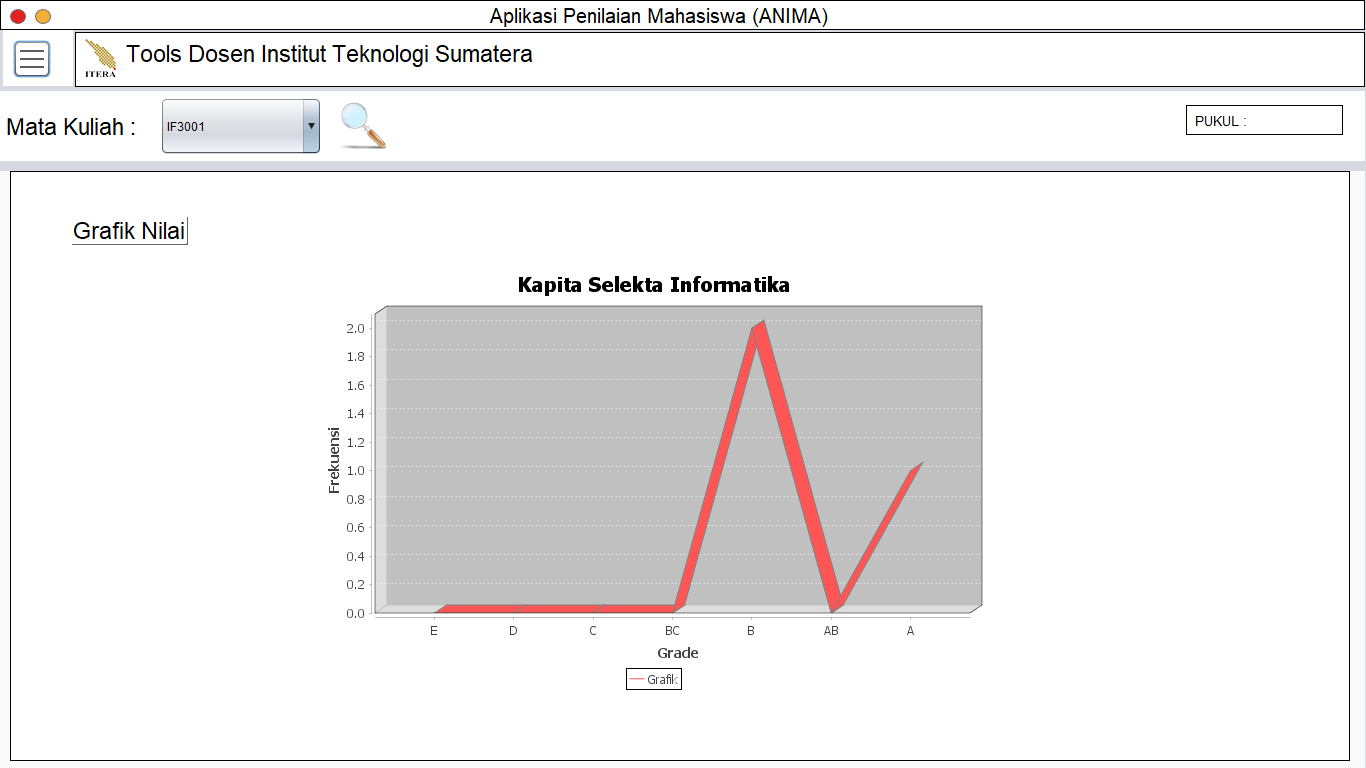 Aplikasi Penilaian Mahasiswa (ANIMA)
ITERA
Tools Dosen Institut Teknologi Sumatera
Mata Kuliah :
IF3001
PUKUL :
Grafik Nilai
Kapita Selekta Informatika
Frekuensi
2.0
1.8
1.6
1.4
1.2
1.0
0.8
0.6
0.4
0.2
0.0
E D C BC B AB A
Grade
Grafik